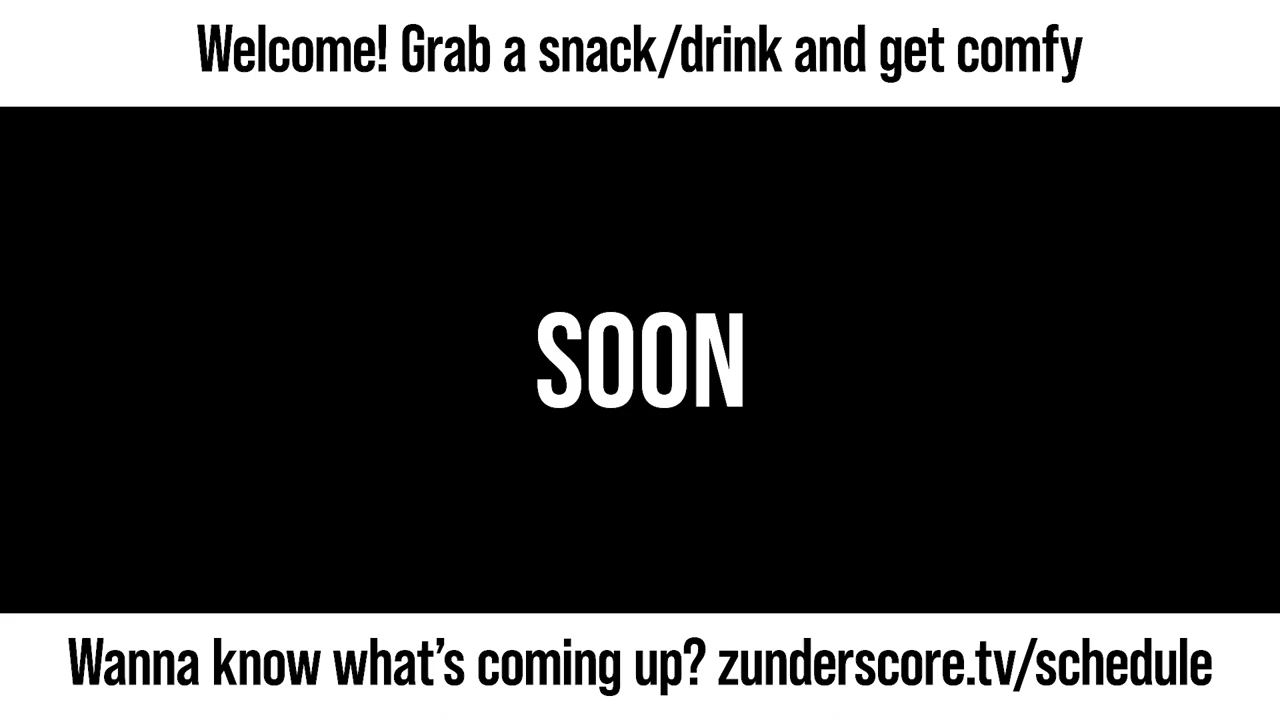 Welcome! Grab a snack/drink and get comfy
SOON
Wanna know what’s coming up? zunderscore.tv/schedule